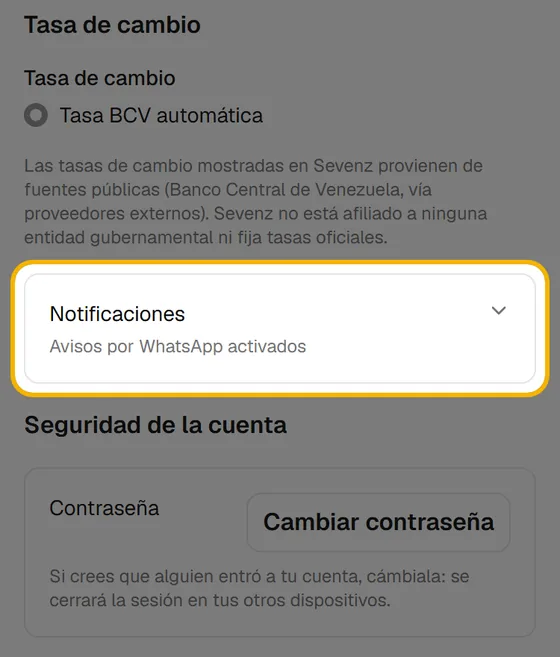 Tasa de cambio
Tasa de cambio
Tasa BCV automática
Las tasas de cambio mostradas en Sevenz provienen de
fuentes públicas (Banco Central de Venezuela, vía
proveedores externos). Sevenz no está afiliado a ninguna
entidad gubernamental ni fija tasas oficiales.
Notificaciones
Avisos por WhatsApp activados
Seguridad de la cuenta
Contraseña
Cambiar contraseña
Si crees que alguien entró a tu cuenta, cámbiala: se
cerrará la sesión en tus otros dispositivos.